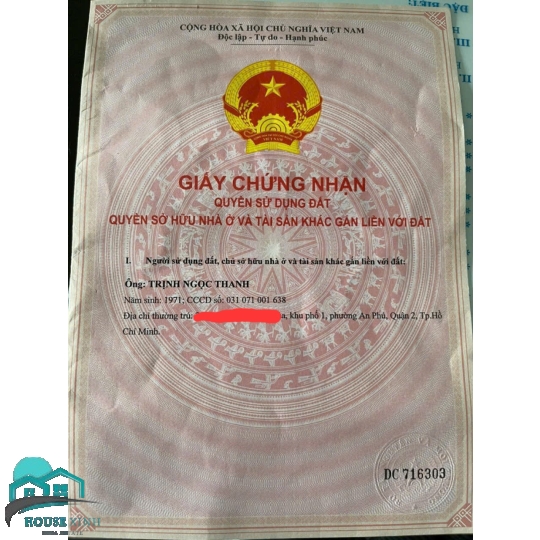 CỘNG HÒA XÃ HỘI CHỦ NGHĨA VIỆT NAM
Độc lập - Tự do - Hạnh phúc
GIẤY CHỨNG NHẬN
QUYỀN SỬ DỤNG ĐẤT
QUYỀN SỞ HỮU NHÀ Ở VÀ TÀI SẢN KHÁC GẮN LIỀN VỚI ĐẤT
I. Người sử dụng đất, chủ sở hữu nhà ở và tài sản khác gắn liền với đất:
Ông: TRỊNH NGỌC THANH
Năm sinh: 1971; CCCD số: 031 071 001 638
Địa chỉ thường trú: a, khu phố 1, phường An Phú, Quận 2, Tp.Hồ
Chí Minh.
DC 716303
HOUSE
ĐẶC BIỆT: